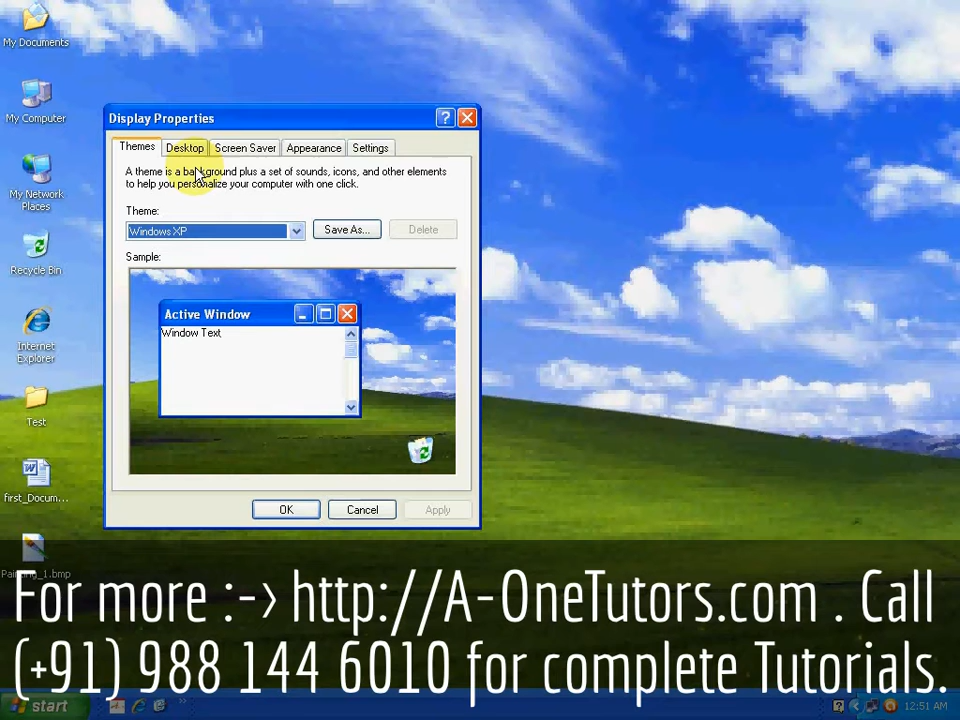 My Documents
My Computer
My Network
Places
Recycle Bin
Internet
Explorer
Test
first_Docum...
Painting_1.bmp
Display Properties
Themes
Desktop
Screen Saver
Appearance
Settings
A theme is a background plus a set of sounds, icons, and other elements
to help you personalize your computer with one click.
Theme:
Windows XP
Save As...
Delete
Sample:
Active Window
Window Text
OK
Cancel
Apply
For more :-> http://A-OneTutors.com . Call
(+91) 988 144 6010 for complete Tutorials.
start
12:51 AM